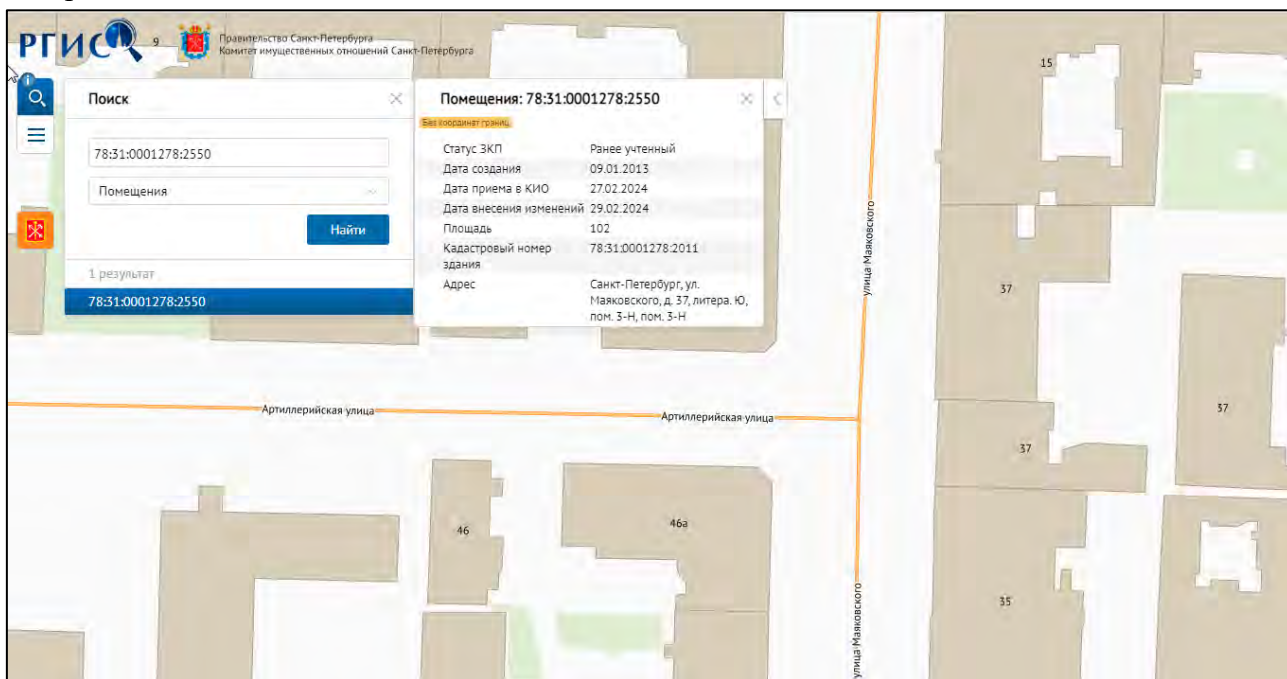 РГИС
9
Правительство Санкт-Петербурга
Комитет имущественных отношений Санкт-Петербурга
i
Поиск
78:31:0001278:2550
Помещения
Найти
1 результат
78:31:0001278:2550
Помещения: 78:31:0001278:2550
Без координат границ
Статус ЗКП Ранее учтенный
Дата создания 09.01.2013
Дата приема в КИО 27.02.2024
Дата внесения изменений 29.02.2024
Площадь 102
Кадастровый номер 78:31:0001278:2011
здания
Адрес Санкт-Петербург, ул.
Маяковского, д. 37, литера. Ю,
пом. 3-Н, пом. 3-Н
15
улица Маяковского
37
Артиллерийская улица
Артиллерийская улица
37
37
46
46а
35
улица Маяковского